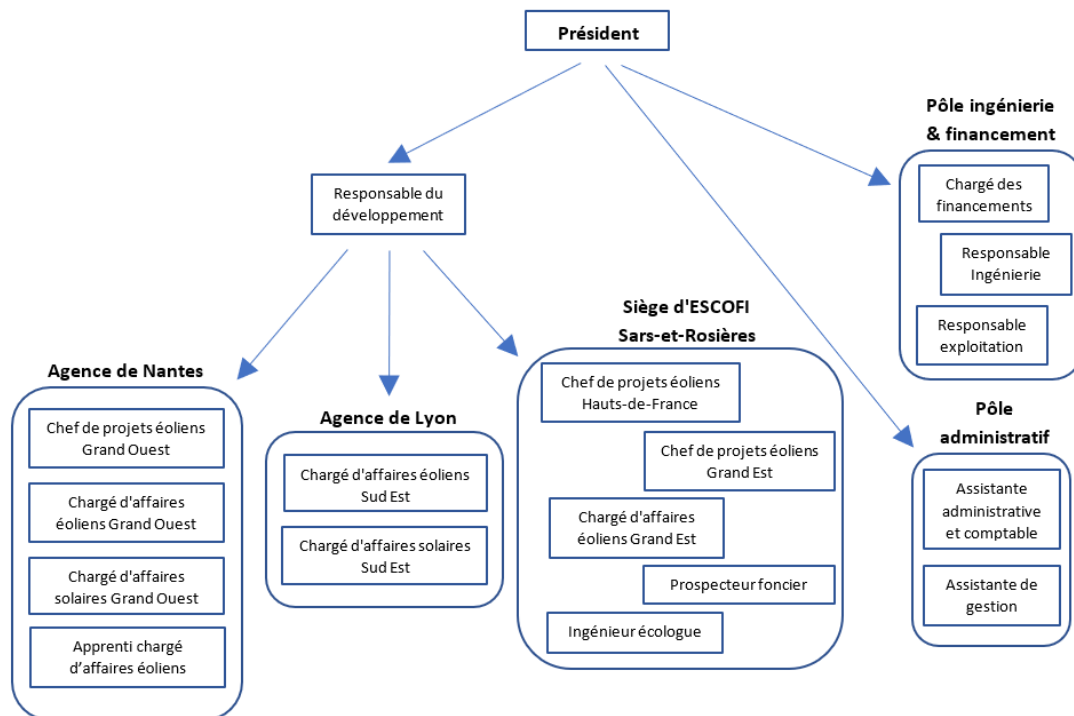 Président
Pôle ingénierie
& financement
Chargé des
financements
Responsable
Ingénierie
Responsable
exploitation
Responsable du
développement
Agence de Nantes
Chef de projets éoliens
Grand Ouest
Chargé d'affaires
éoliens Grand Ouest
Chargé d'affaires
solaires Grand Ouest
Apprenti chargé
d’affaires éoliens
Agence de Lyon
Chargé d'affaires éoliens
Sud Est
Chargé d'affaires solaires
Sud Est
Siège d'ESCOFI
Sars-et-Rosières
Chef de projets éoliens
Hauts-de-France
Chef de projets éoliens
Grand Est
Chargé d'affaires
éoliens Grand Est
Prospecteur foncier
Ingénieur écologue
Pôle
administratif
Assistante
administrative
et comptable
Assistante de
gestion